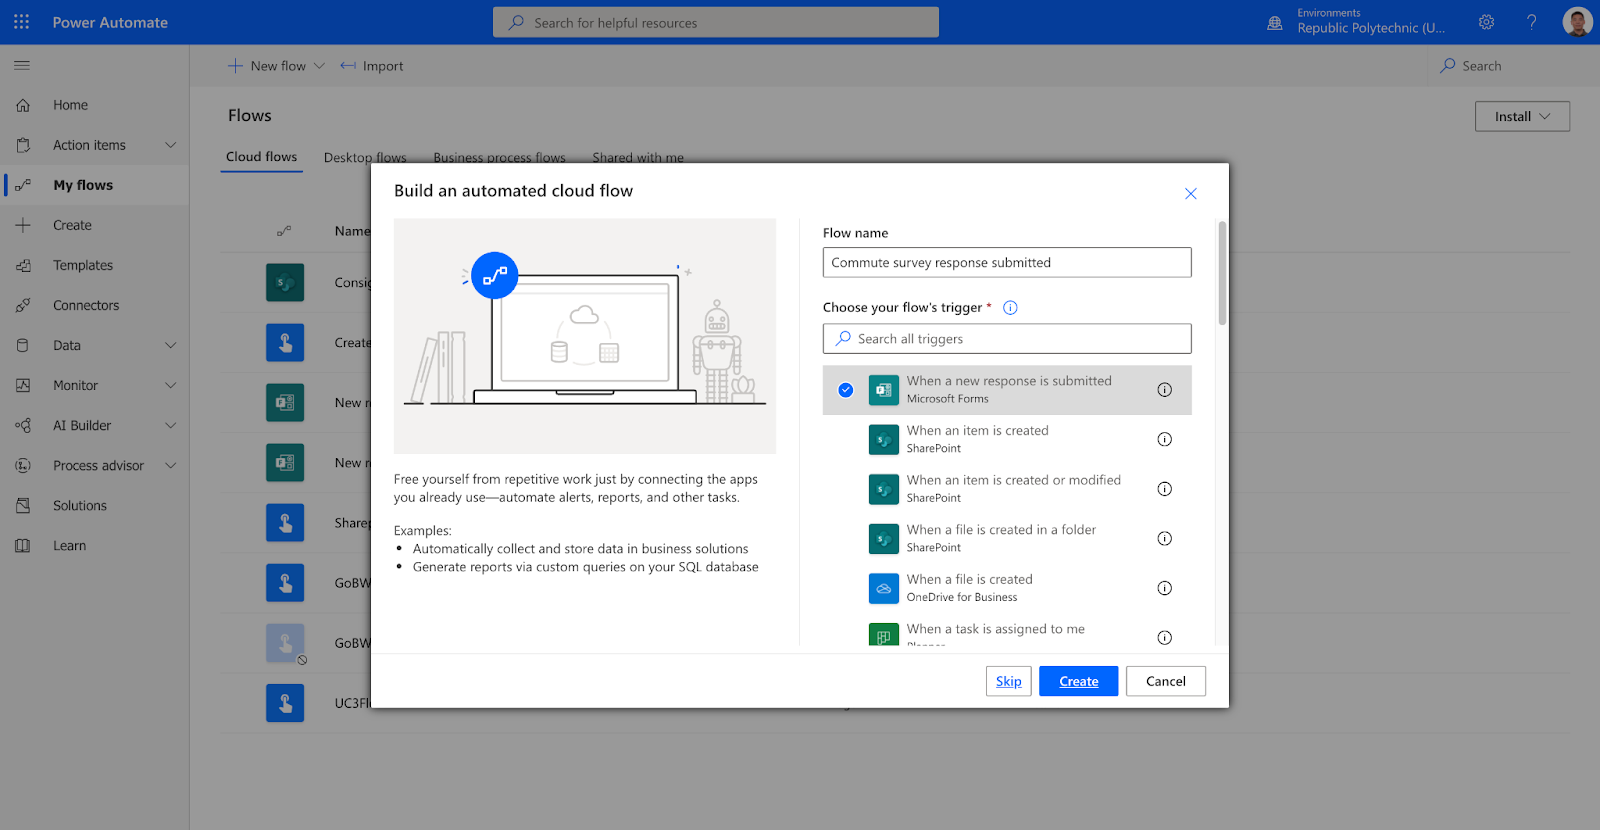 Power Automate
Search for helpful resources
Environments
Republic Polytechnic (U...
New flow
Import
Search
Home
Action items
My flows
Create
Templates
Connectors
Data
Monitor
AI Builder
Process advisor
Solutions
Learn
Flows
Install
Cloud flows
Desktop flows
Business process flows
Shared with me
Name
Consig
Create
New r
New r
Sharep
GoBW
GoBW
UC3Fl
Build an automated cloud flow
Free yourself from repetitive work just by connecting the apps
you already use—automate alerts, reports, and other tasks.
Examples:
• Automatically collect and store data in business solutions
• Generate reports via custom queries on your SQL database
Flow name
Commute survey response submitted
Choose your flow's trigger *
Search all triggers
When a new response is submitted
Microsoft Forms
When an item is created
SharePoint
When an item is created or modified
SharePoint
When a file is created in a folder
SharePoint
When a file is created
OneDrive for Business
When a task is assigned to me
Planner
Skip
Create
Cancel